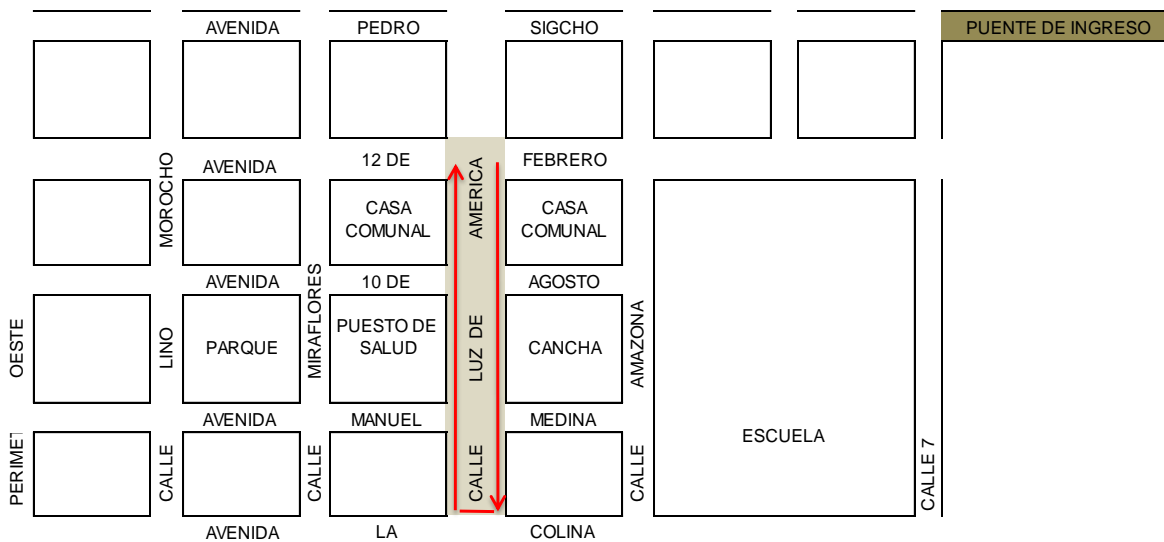 AVENIDA PEDRO SIGCHO PUENTE DE INGRESO
AVENIDA 12 DE FEBRERO
CASA COMUNAL
CASA COMUNAL
AVENIDA 10 DE AGOSTO
PARQUE
PUESTO DE SALUD
CANCHA
AVENIDA MANUEL MEDINA
ESCUELA
AVENIDA LA COLINA
PERIMET OESTE
CALLE LINO MOROCHO
CALLE MIRAFLORES
CALLE LUZ DE AMERICA
CALLE AMAZONA
CALLE 7